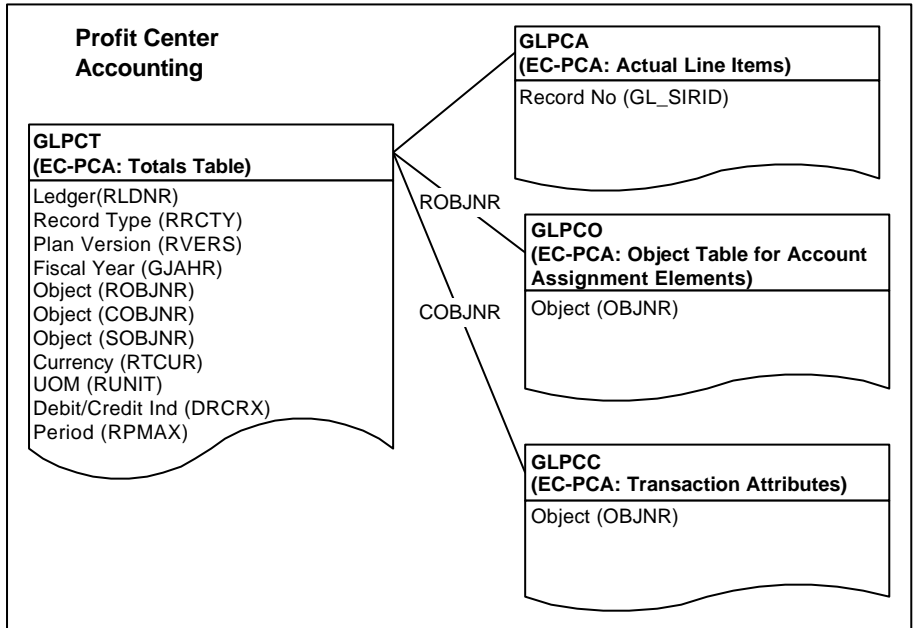 Profit Center
Accounting
GLPCT
(EC-PCA: Totals Table)
Ledger(RLDNR)
Record Type (RRCTY)
Plan Version (RVERS)
Fiscal Year (GJAHR)
Object (ROBJNR)
Object (COBJNR)
Object (SOBJNR)
Currency (RTCUR)
UOM (RUNIT)
Debit/Credit Ind (DRCRX)
Period (RPMAX)
ROBJNR
COBJNR
GLPCA
(EC-PCA: Actual Line Items)
Record No (GL_SIRID)
GLPCO
(EC-PCA: Object Table for Account
Assignment Elements)
Object (OBJNR)
GLPCC
(EC-PCA: Transaction Attributes)
Object (OBJNR)